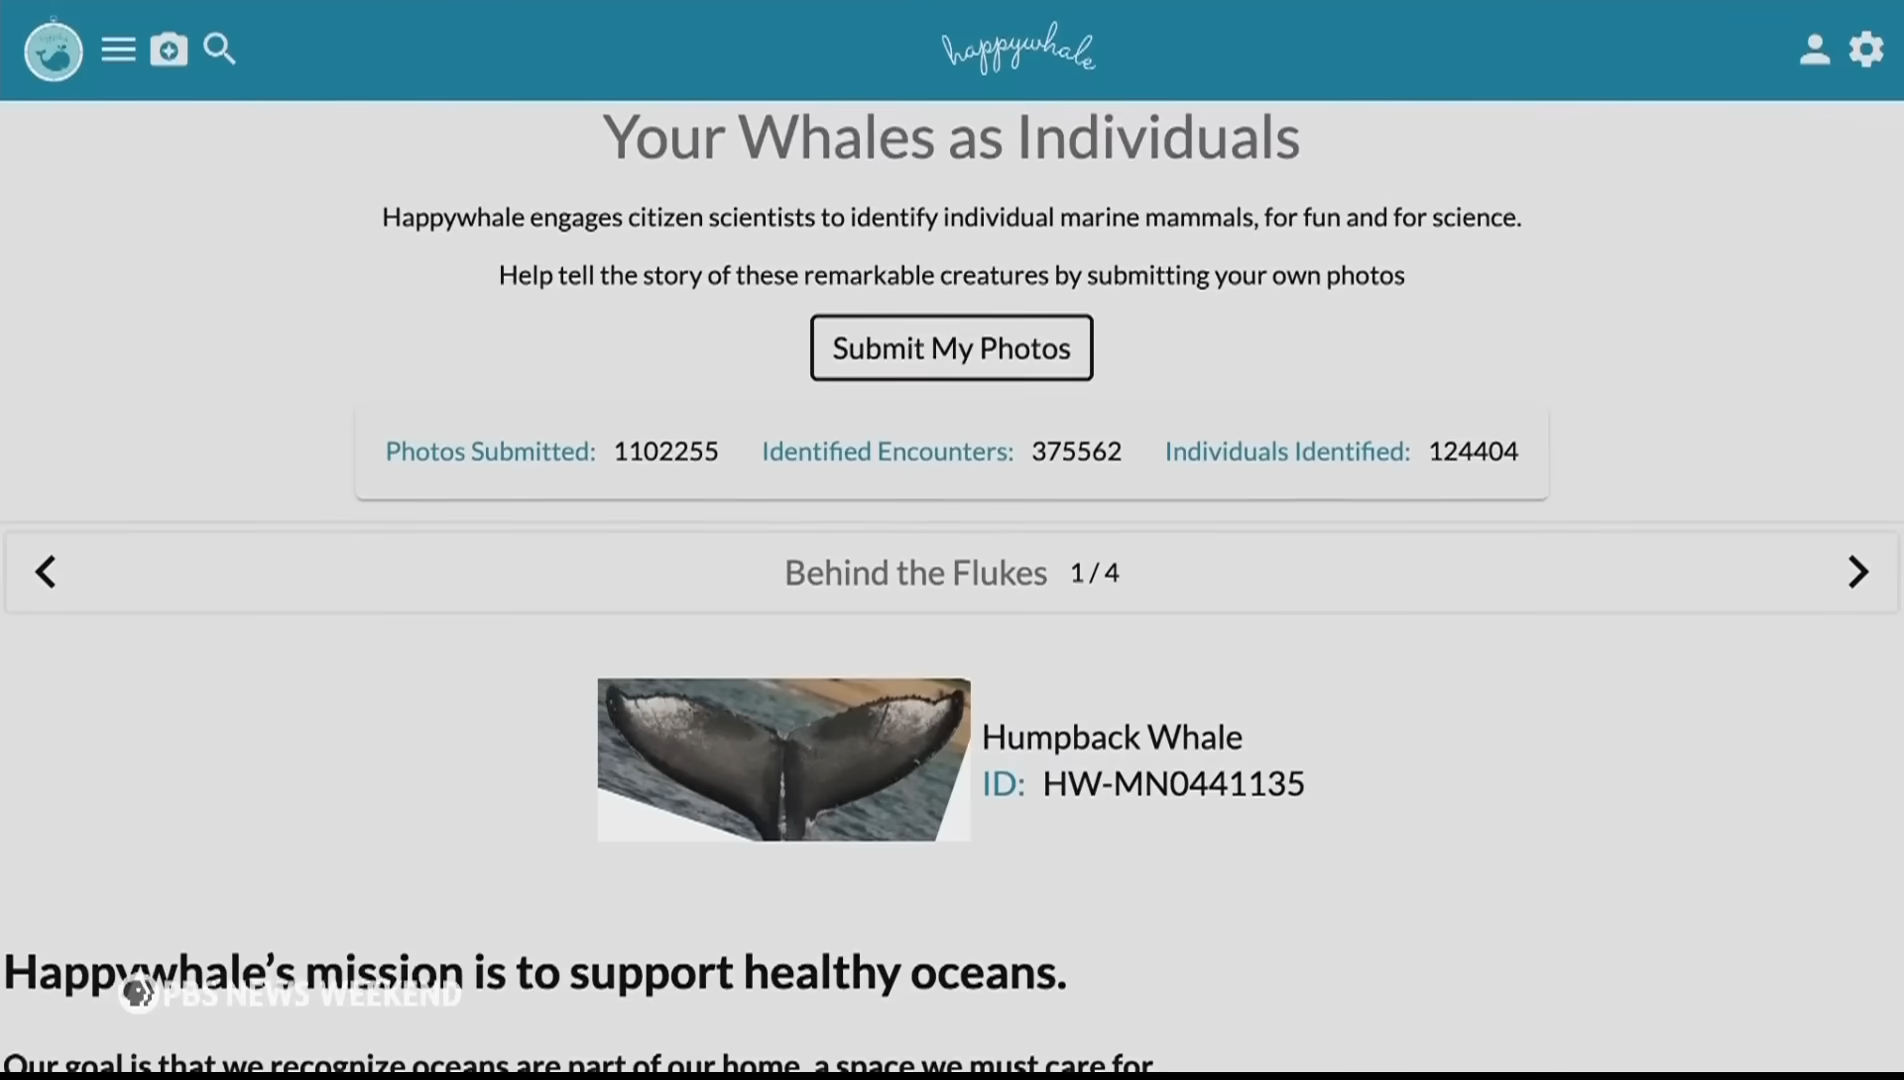 happywhale
Your Whales as Individuals
Happywhale engages citizen scientists to identify individual marine mammals, for fun and for science.
Help tell the story of these remarkable creatures by submitting your own photos
Submit My Photos
Photos Submitted: 1102255 Identified Encounters: 375562 Individuals Identified: 124404
Behind the Flukes 1 / 4
Humpback Whale
ID: HW-MN0441135
Happywhale's mission is to support healthy oceans.
PBS NEWS WEEKEND
Our goal is that we recognize oceans are part of our home, a space we must care for